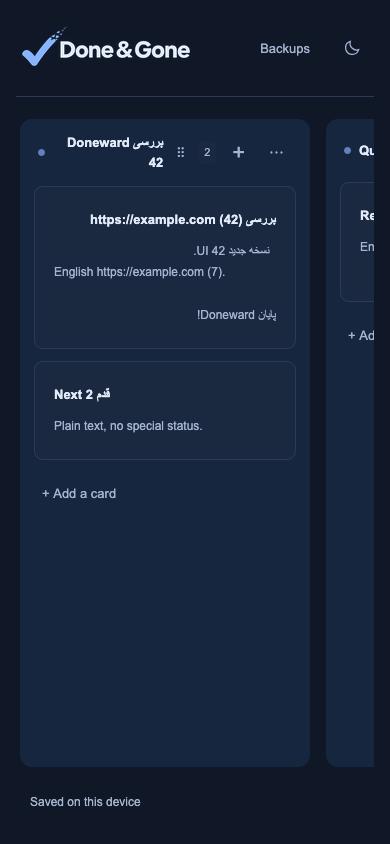 Done & Gone
Backups
بررسی Doneward
42
2
بررسی https://example.com (42)
نسخه جدید UI 42.
English https://example.com (7).
پایان Doneward!
Next 2 قدم
Plain text, no special status.
+ Add a card
Qu
Re
En
+ Ad
Saved on this device